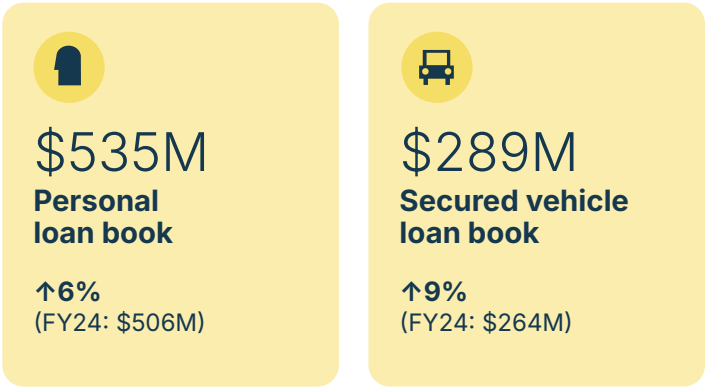 $535M
Personal
loan book
↑6%
(FY24: $506M)
$289M
Secured vehicle
loan book
↑9%
(FY24: $264M)